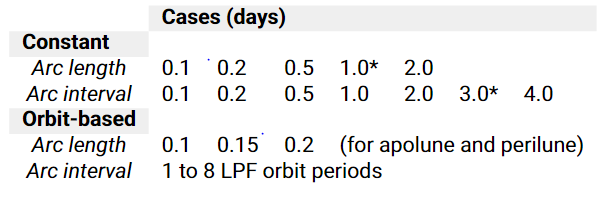 Cases (days)
Constant
Arc length 0.1 0.2 0.5 1.0* 2.0
Arc interval 0.1 0.2 0.5 1.0 2.0 3.0* 4.0
Orbit-based
Arc length 0.1 0.15 0.2 (for apolune and perilune)
Arc interval 1 to 8 LPF orbit periods